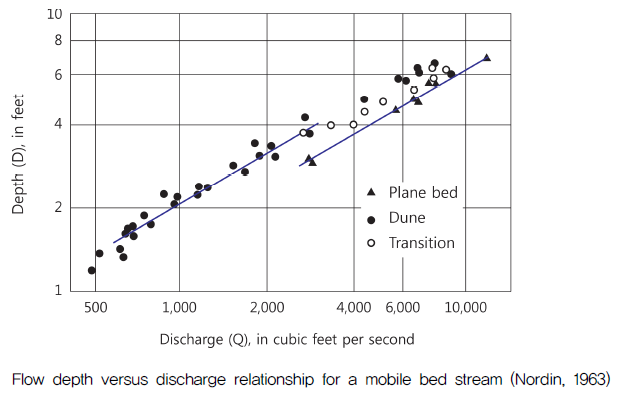 10
8
6
4
2
1
Depth (D), in feet
Plane bed
Dune
Transition
500 1,000 2,000 4,000 6,000 10,000
Discharge (Q), in cubic feet per second
Flow depth versus discharge relationship for a mobile bed stream (Nordin, 1963)